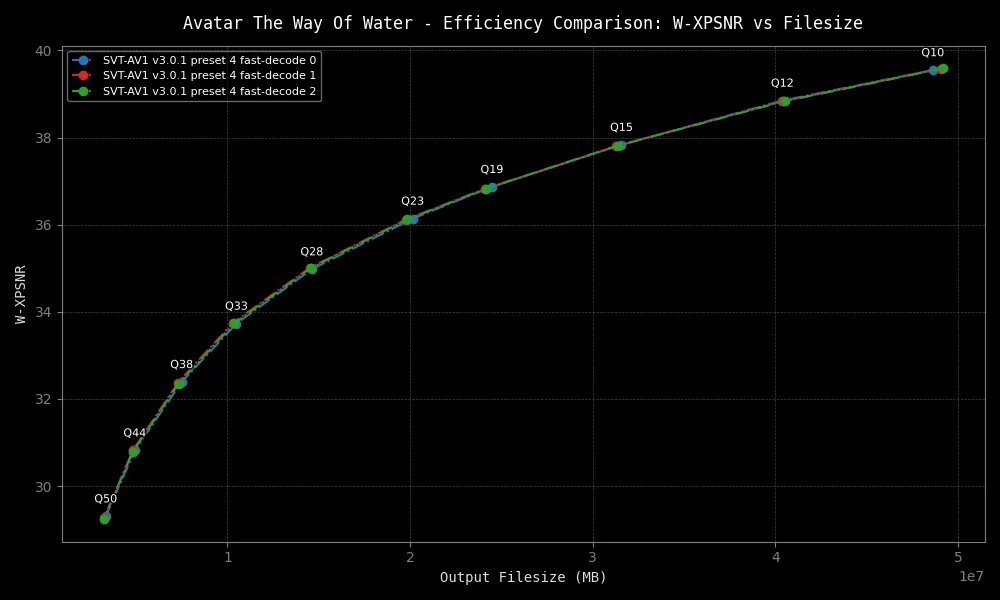 Avatar The Way Of Water - Efficiency Comparison: W-XPSNR vs Filesize
SVT-AV1 v3.0.1 preset 4 fast-decode 0
SVT-AV1 v3.0.1 preset 4 fast-decode 1
SVT-AV1 v3.0.1 preset 4 fast-decode 2
40
38
36
34
32
30
W-XPSNR
Q10
Q12
Q15
Q19
Q23
Q28
Q33
Q38
Q44
Q50
1
2
3
4
5
1e7
Output Filesize (MB)